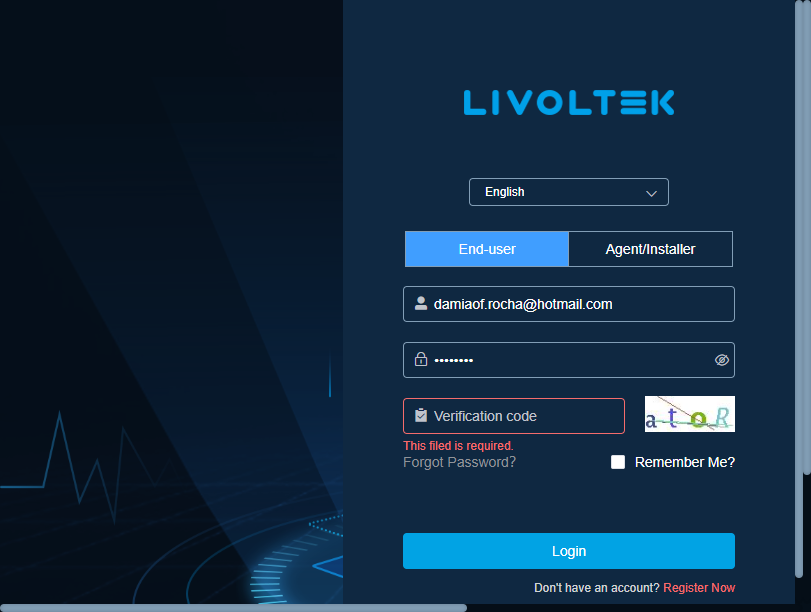 LIVOLTEK
English
End-user
Agent/Installer
damiaof.rocha@hotmail.com
••••••••
Verification code
atoR
This filed is required.
Forgot Password?
Remember Me?
Login
Don't have an account? Register Now